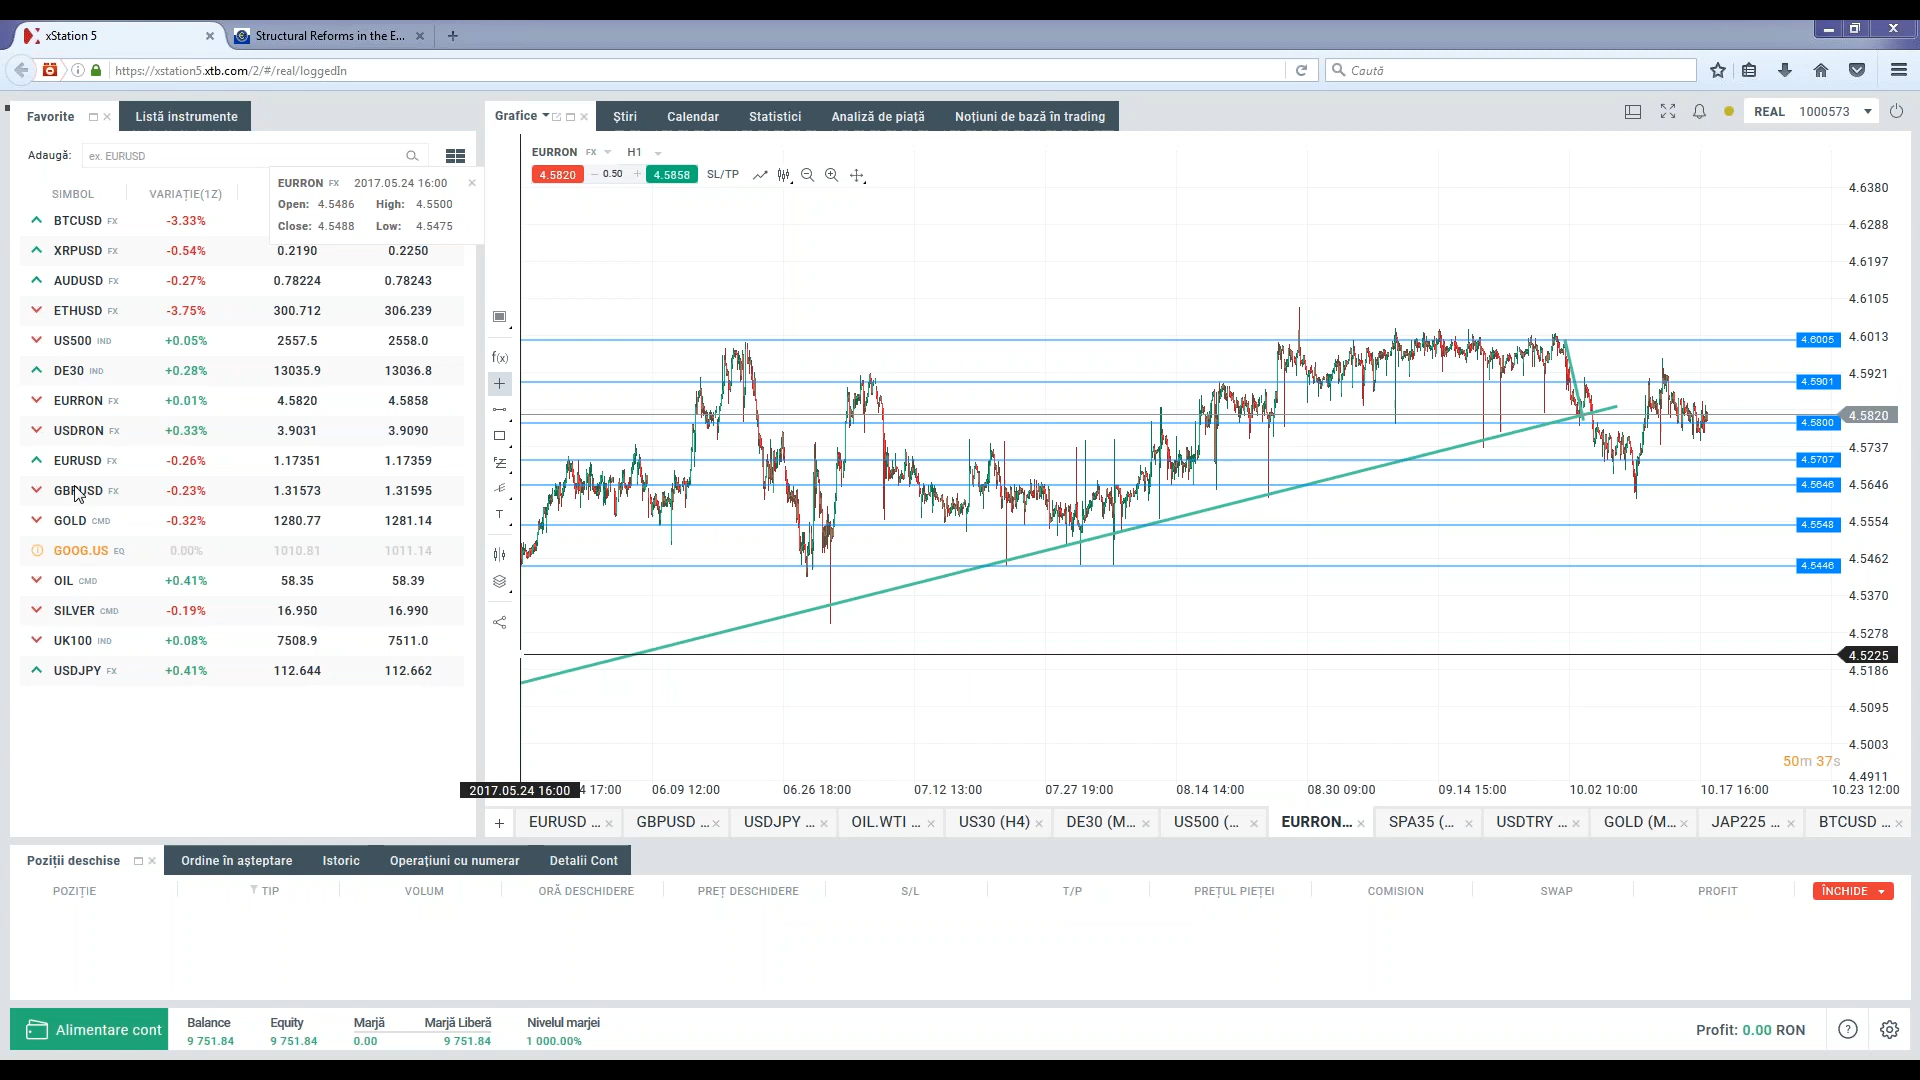 xStation 5
Structural Reforms in the E...
https://xstation5.xtb.com/2/#/real/loggedIn
Caută
Favorite
Listă instrumente
Grafice
Știri
Calendar
Statistici
Analiză de piață
Noțiuni de bază în trading
REAL 1000573
Adaugă:
ex. EURUSD
SIMBOL
VARIAȚIE(1Z)
EURRON FX 2017.05.24 16:00
Open: 4.5486 High: 4.5500
Close: 4.5488 Low: 4.5475
BTCUSD FX -3.33%
XRPUSD FX -0.54% 0.2190 0.2250
AUDUSD FX -0.27% 0.78224 0.78243
ETHUSD FX -3.75% 300.712 306.239
US500 IND +0.05% 2557.5 2558.0
DE30 IND +0.28% 13035.9 13036.8
EURRON FX +0.01% 4.5820 4.5858
USDRON FX +0.33% 3.9031 3.9090
EURUSD FX -0.26% 1.17351 1.17359
GBPUSD FX -0.23% 1.31573 1.31595
GOLD CMD -0.32% 1280.77 1281.14
GOOG.US EQ 0.00% 1010.81 1011.14
OIL CMD +0.41% 58.35 58.39
SILVER CMD -0.19% 16.950 16.990
UK100 IND +0.08% 7508.9 7511.0
USDJPY FX +0.41% 112.644 112.662
EURRON FX H1
4.5820 − 0.50 + 4.5858 SL/TP
f(x)
T
4.6380
4.6288
4.6197
4.6105
4.6005
4.6013
4.5921
4.5901
4.5820
4.5800
4.5737
4.5707
4.5646
4.5646
4.5548
4.5554
4.5462
4.5446
4.5370
4.5278
4.5225
4.5186
4.5095
4.5003
50m 37s
4.4911
2017.05.24 16:00 4 17:00 06.09 12:00 06.26 18:00 07.12 13:00 07.27 19:00 08.14 14:00 08.30 09:00 09.14 15:00 10.02 10:00 10.17 16:00 10.23 12:00
EURUSD ... GBPUSD ... USDJPY ... OIL.WTI ... US30 (H4) DE30 (M... US500 (... EURRON... SPA35 (... USDTRY ... GOLD (M... JAP225 ... BTCUSD ...
Poziții deschise
Ordine în așteptare
Istoric
Operațiuni cu numerar
Detalii Cont
POZIȚIE TIP VOLUM ORĂ DESCHIDERE PREȚ DESCHIDERE S/L T/P PREȚUL PIEȚEI COMISION SWAP PROFIT ÎNCHIDE
Alimentare cont
Balance Equity Marjă Marjă Liberă Nivelul marjei
9 751.84 9 751.84 0.00 9 751.84 1 000.00%
Profit: 0.00 RON